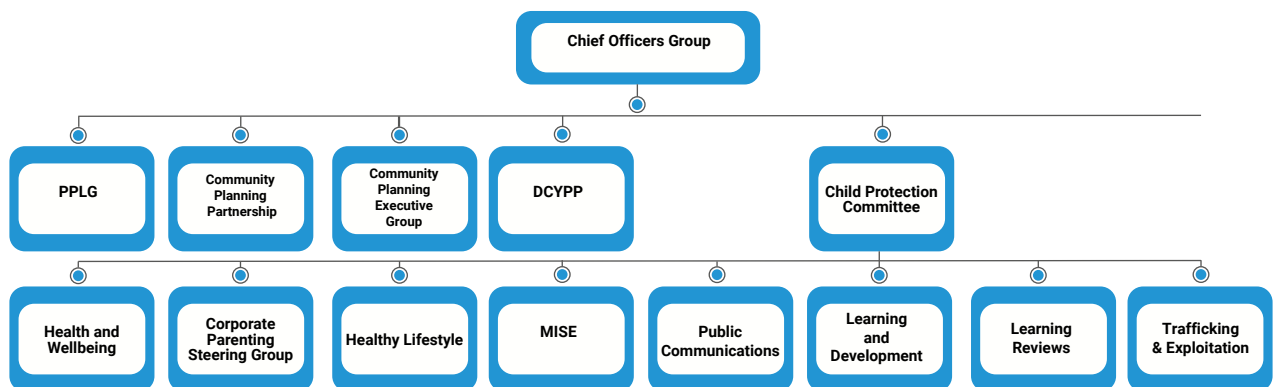 Chief Officers Group
PPLG
Community
Planning
Partnership
Community
Planning
Executive
Group
DCYPP
Child Protection
Committee
Health and
Wellbeing
Corporate
Parenting
Steering Group
Healthy Lifestyle
MISE
Public
Communications
Learning
and
Development
Learning
Reviews
Trafficking
& Exploitation